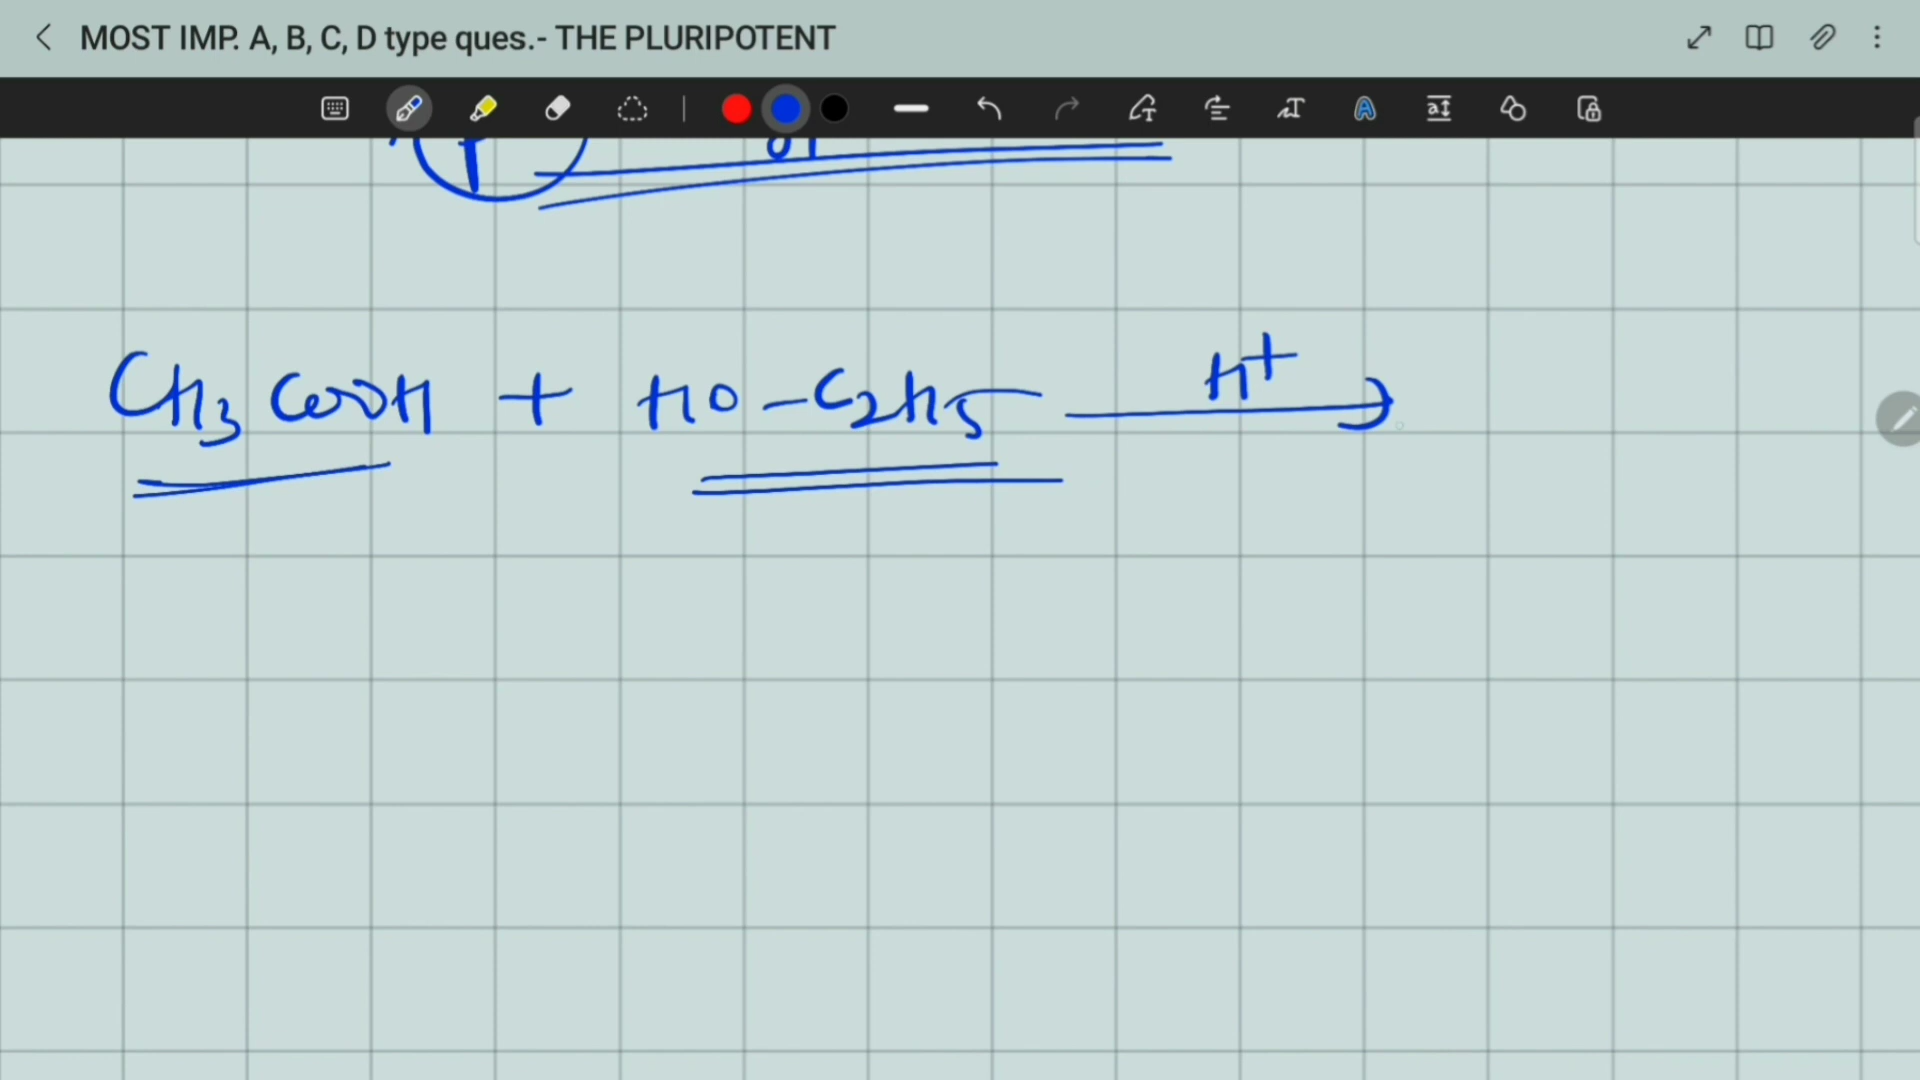 MOST IMP. A, B, C, D type ques.- THE PLURIPOTENT
H⁺
CH₃COOH + HO-C₂H₅ ⟶